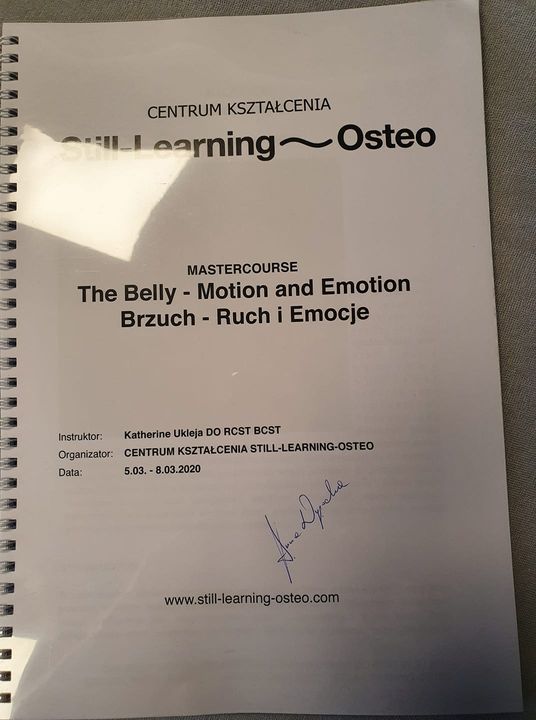 CENTRUM KSZTAŁCENIA
Still-Learning~Osteo
MASTERCOURSE
The Belly - Motion and Emotion
Brzuch - Ruch i Emocje
Instruktor: Katherine Ukleja DO RCST BCST
Organizator: CENTRUM KSZTAŁCENIA STILL-LEARNING-OSTEO
Data: 5.03. - 8.03.2020
www.still-learning-osteo.com